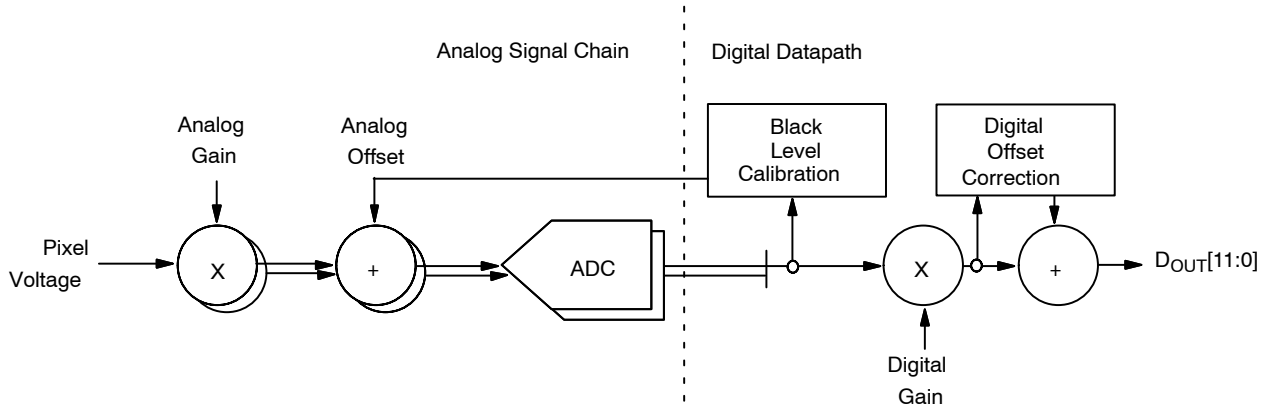 Analog Signal Chain
Digital Datapath
Analog
Gain
Analog
Offset
Black
Level
Calibration
Digital
Offset
Correction
Pixel
Voltage
X
+
ADC
X
+
DOUT[11:0]
Digital
Gain